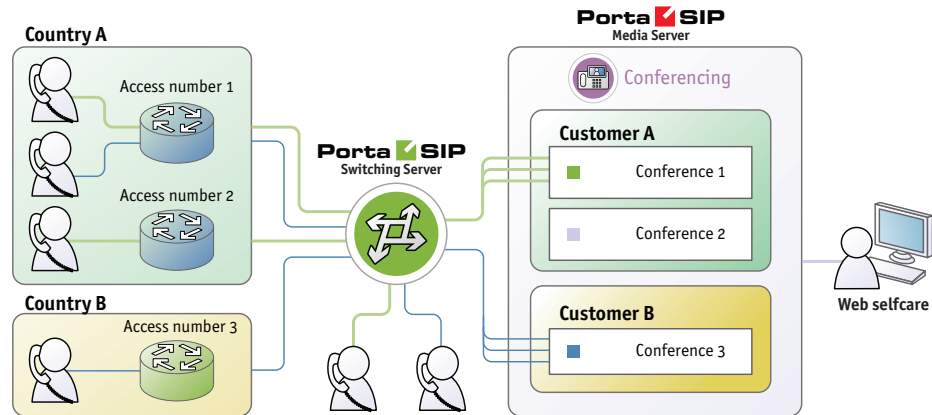 Country A
Access number 1
Access number 2
Country B
Access number 3
Porta SIP
Switching Server
Porta SIP
Media Server
Conferencing
Customer A
Conference 1
Conference 2
Customer B
Conference 3
Web selfcare